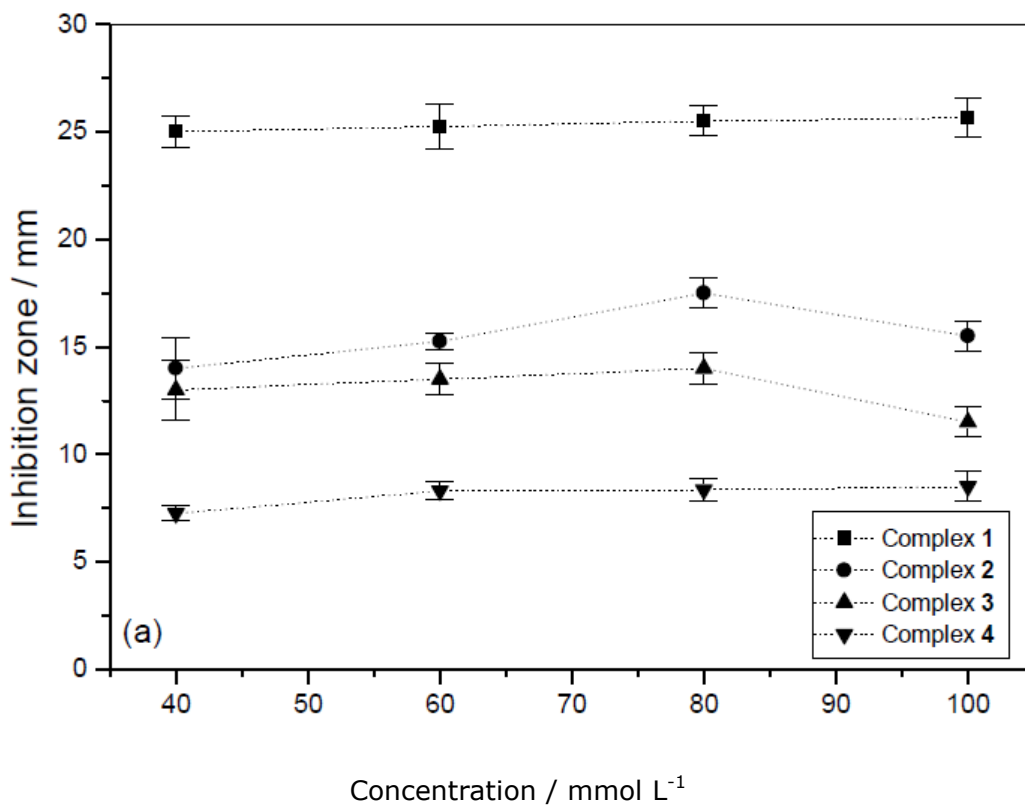 30
25
20
15
10
5
0
Inhibition zone / mm
(a)
Complex 1
Complex 2
Complex 3
Complex 4
40 50 60 70 80 90 100
Concentration / mmol L⁻¹